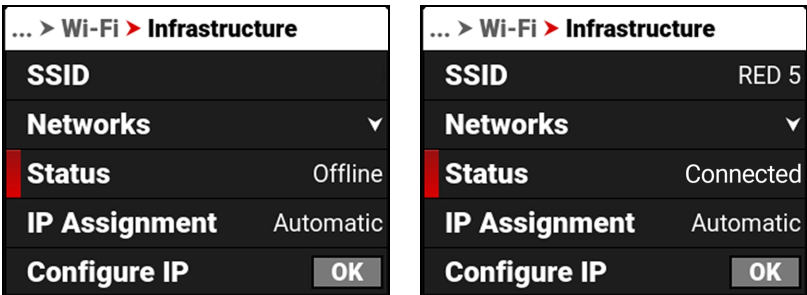 ... > Wi-Fi > Infrastructure
SSID
Networks
Status Offline
IP Assignment Automatic
Configure IP OK
... > Wi-Fi > Infrastructure
SSID RED 5
Networks
Status Connected
IP Assignment Automatic
Configure IP OK